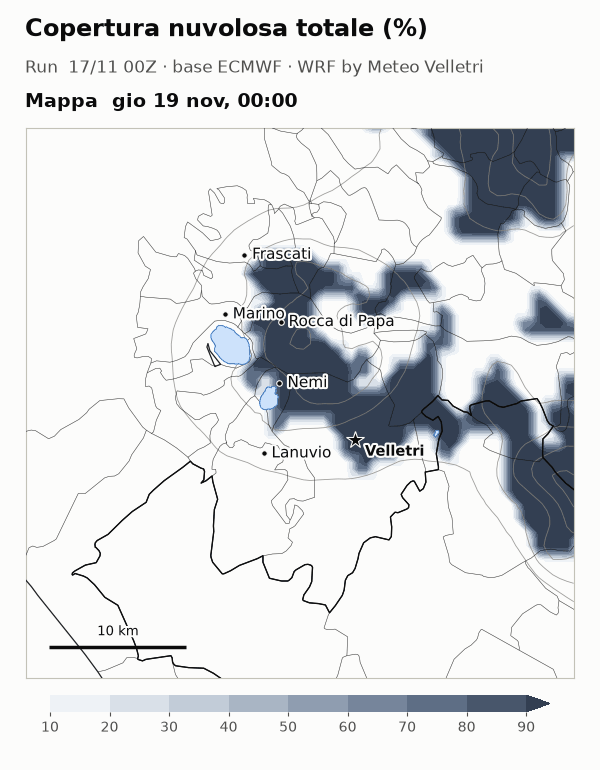 Copertura nuvolosa totale (%)
Run  17/11 00Z · base ECMWF · WRF by Meteo Velletri
Mappa  gio 19 nov, 00:00
Frascati
Marino
Rocca di Papa
Nemi
Velletri
Lanuvio
10 km
10 20 30 40 50 60 70 80 90